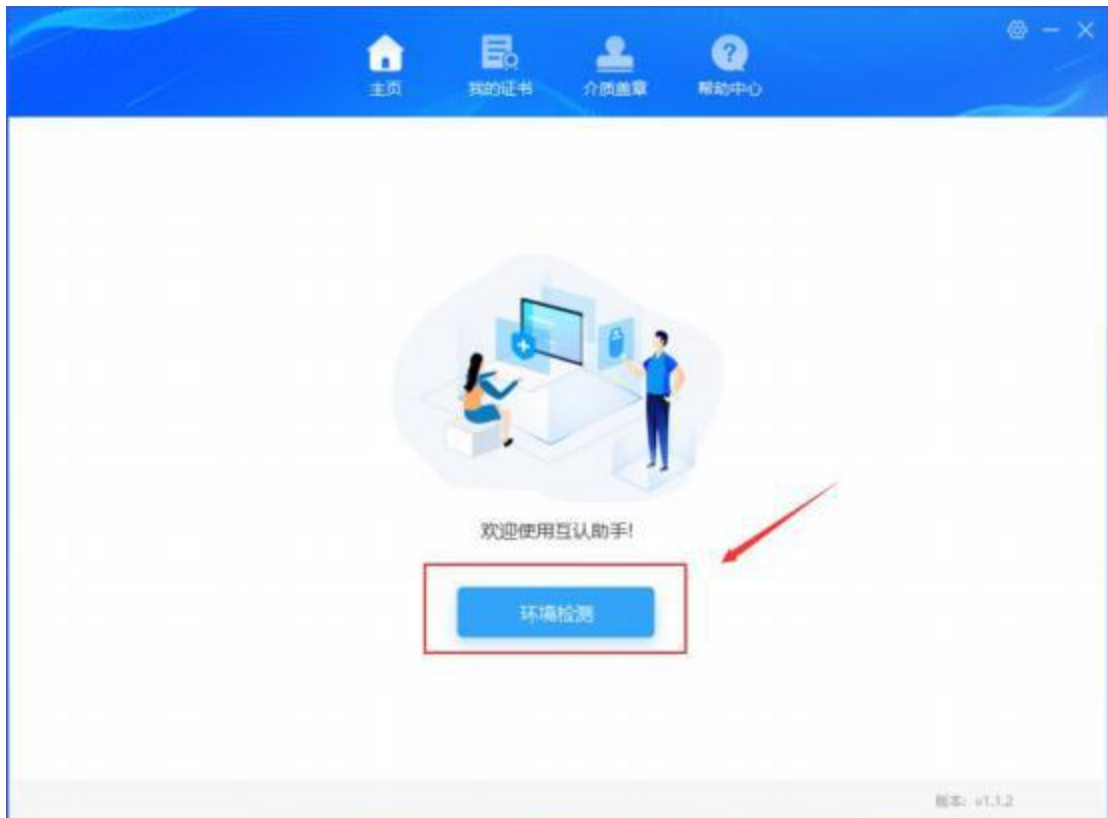 主页
我的证书
介质盖章
帮助中心
欢迎使用互认助手!
环境检测
版本: v1.1.2